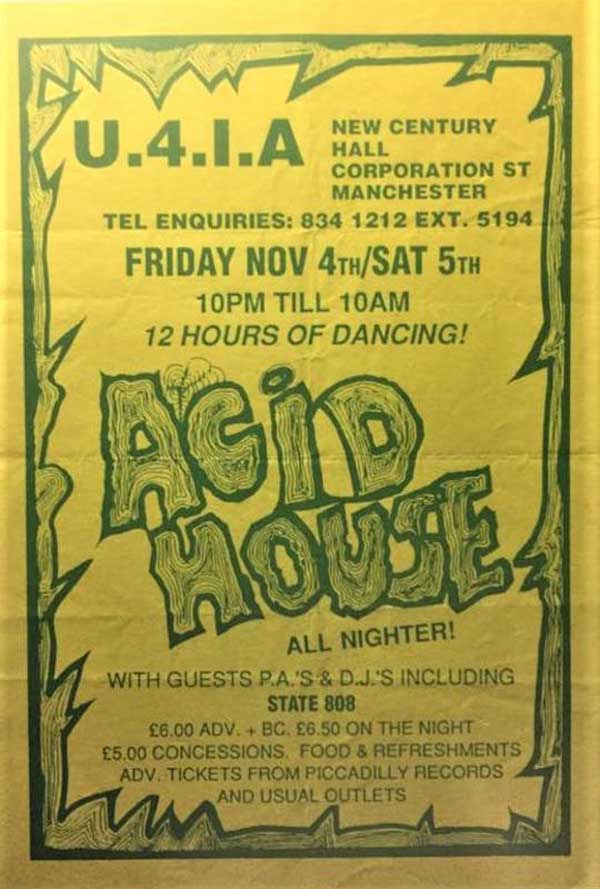 U.4.I.A
NEW CENTURY
HALL
CORPORATION ST
MANCHESTER
TEL ENQUIRIES: 834 1212 EXT. 5194
FRIDAY NOV 4TH/SAT 5TH
10PM TILL 10AM
12 HOURS OF DANCING!
ACID
HOUSE
ALL NIGHTER!
WITH GUESTS P.A.'S & D.J.'S INCLUDING
STATE 808
£6.00 ADV. + BC. £6.50 ON THE NIGHT
£5.00 CONCESSIONS. FOOD & REFRESHMENTS
ADV. TICKETS FROM PICCADILLY RECORDS
AND USUAL OUTLETS